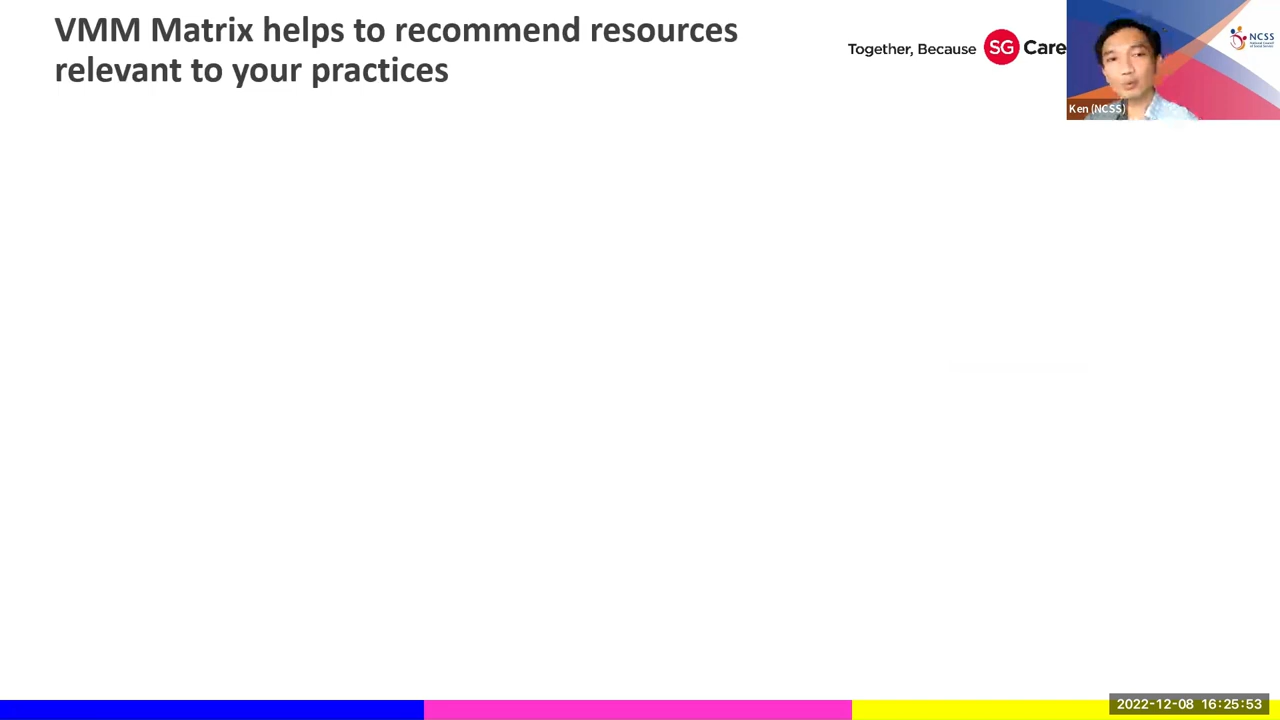 VMM Matrix helps to recommend resources
relevant to your practices
Together, Because SG Care
NCSS
Ken (NCSS)
2022-12-08 16:25:53